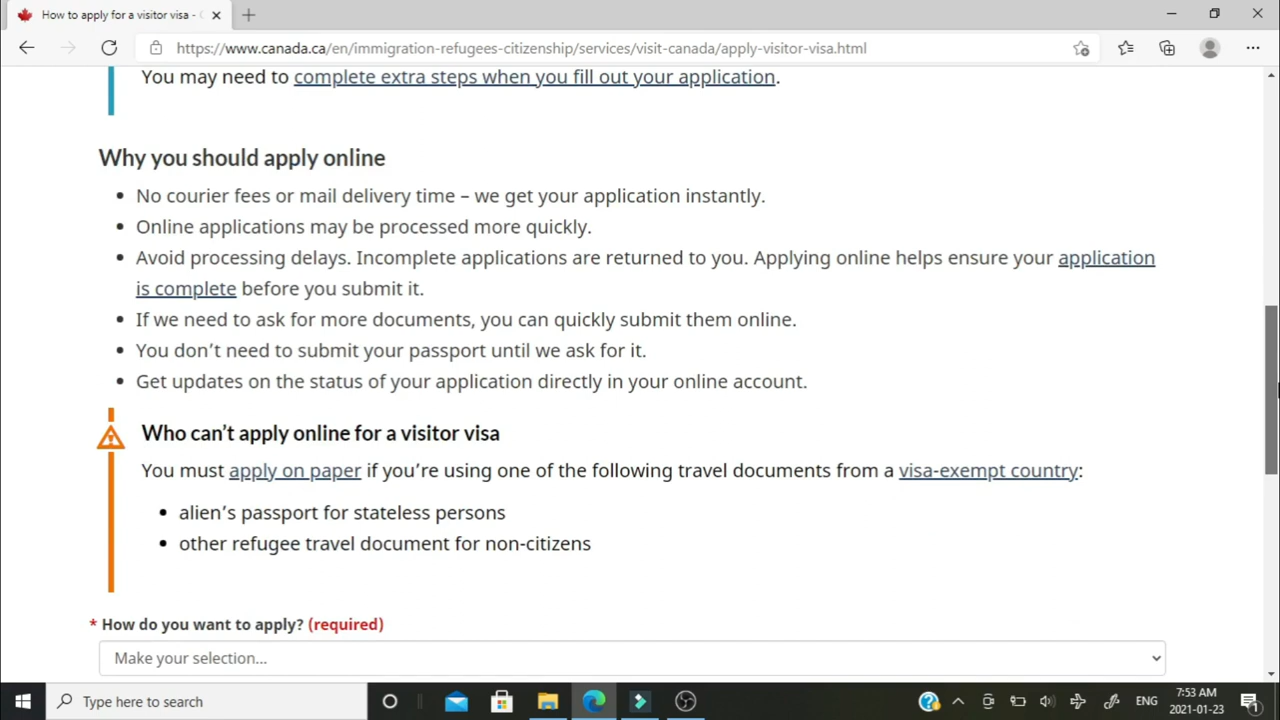 How to apply for a visitor visa - C
https://www.canada.ca/en/immigration-refugees-citizenship/services/visit-canada/apply-visitor-visa.html
You may need to complete extra steps when you fill out your application.
Why you should apply online
No courier fees or mail delivery time – we get your application instantly.
Online applications may be processed more quickly.
Avoid processing delays. Incomplete applications are returned to you. Applying online helps ensure your application
is complete before you submit it.
If we need to ask for more documents, you can quickly submit them online.
You don’t need to submit your passport until we ask for it.
Get updates on the status of your application directly in your online account.
Who can’t apply online for a visitor visa
You must apply on paper if you’re using one of the following travel documents from a visa-exempt country:
alien’s passport for stateless persons
other refugee travel document for non-citizens
* How do you want to apply? (required)
Make your selection...
Type here to search
ENG
7:53 AM
2021-01-23
1